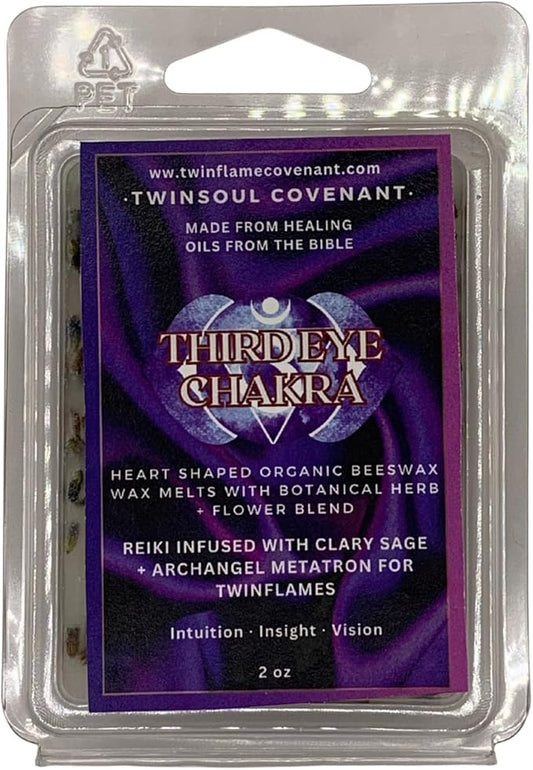 1
PET
ww.twinflamecovenant.com
·TWINSOUL COVENANT·
MADE FROM HEALING
OILS FROM THE BIBLE
THIRD EYE
CHAKRA
HEART SHAPED ORGANIC BEESWAX
WAX MELTS WITH BOTANICAL HERB
+ FLOWER BLEND
REIKI INFUSED WITH CLARY SAGE
+ ARCHANGEL METATRON FOR
TWINFLAMES
Intuition · Insight · Vision
2 oz